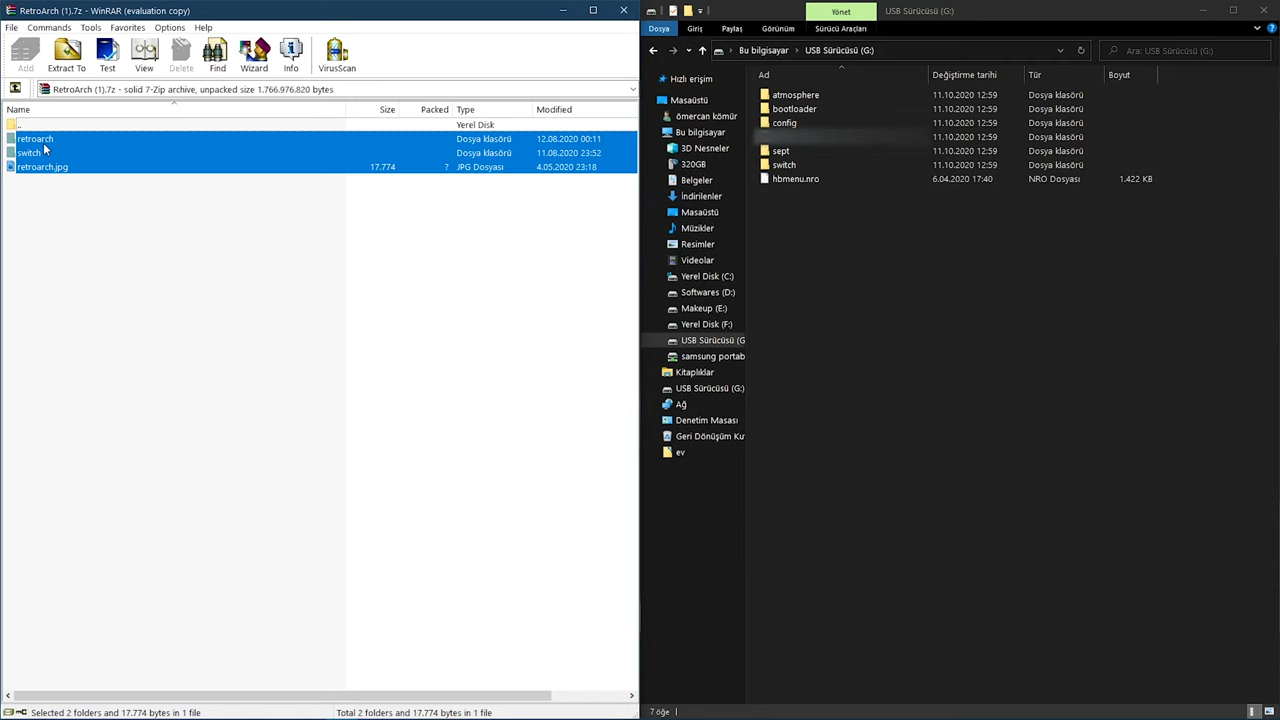 RetroArch (1).7z - WinRAR (evaluation copy)
File Commands Tools Favorites Options Help
Add Extract To Test View Delete Find Wizard Info VirusScan
RetroArch (1).7z - solid 7-Zip archive, unpacked size 1.766.976.820 bytes
Name Size Packed Type Modified
.. Yerel Disk
retroarch Dosya klasörü 12.08.2020 00:11
switch Dosya klasörü 11.08.2020 23:52
retroarch.jpg 17.774 ? JPG Dosyası 4.05.2020 23:18
Selected 2 folders and 17.774 bytes in 1 file Total 2 folders and 17.774 bytes in 1 file
Yönet USB Sürücüsü (G:)
Dosya Giriş Paylaş Görünüm Sürücü Araçları
Bu bilgisayar > USB Sürücüsü (G:) Ara: USB Sürücüsü (G:)
Hızlı erişim
Masaüstü
ömercan kömür
Bu bilgisayar
3D Nesneler
320GB
Belgeler
İndirilenler
Masaüstü
Müzikler
Resimler
Videolar
Yerel Disk (C:)
Softwares (D:)
Makeup (E:)
Yerel Disk (F:)
USB Sürücüsü (G
samsung portab
Kitaplıklar
USB Sürücüsü (G:)
Ağ
Denetim Masası
Geri Dönüşüm Ku
ev
Ad Değiştirme tarihi Tür Boyut
atmosphere 11.10.2020 12:59 Dosya klasörü
bootloader 11.10.2020 12:59 Dosya klasörü
config 11.10.2020 12:59 Dosya klasörü
11.10.2020 12:59 Dosya klasörü
sept 11.10.2020 12:59 Dosya klasörü
switch 11.10.2020 12:59 Dosya klasörü
hbmenu.nro 6.04.2020 17:40 NRO Dosyası 1.422 KB
7 öğe